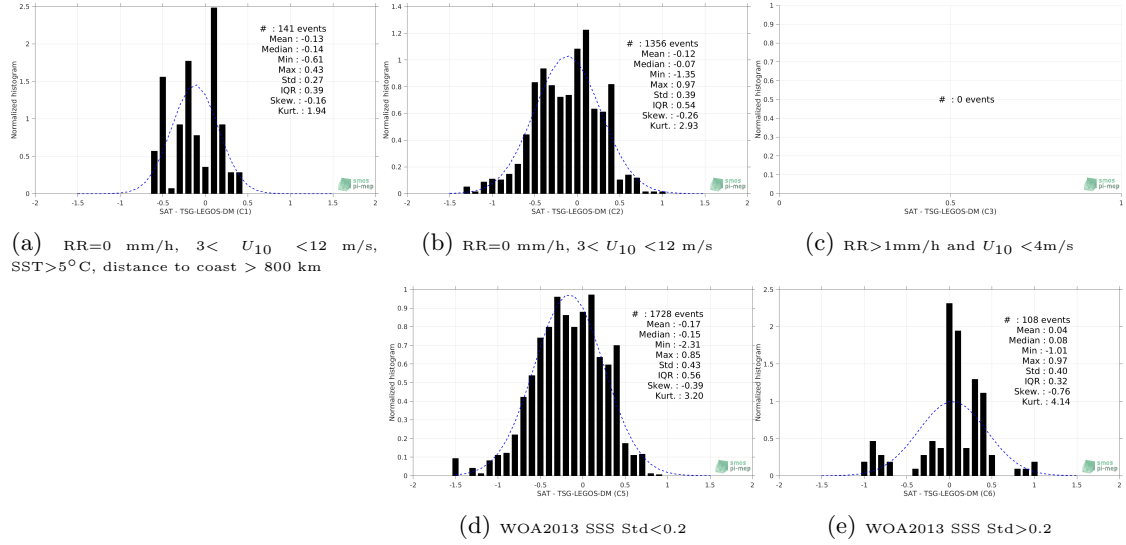 2.5
2
1.5
1
0.5
0
Normalized histogram
# : 141 events
Mean : -0.13
Median : -0.14
Min : -0.61
Max : 0.43
Std : 0.27
IQR : 0.39
Skew. : -0.16
Kurt. : 1.94
smos
pi-mep
-2 -1.5 -1 -0.5 0 0.5 1 1.5 2
SAT - TSG-LEGOS-DM (C1)
(a) RR=0 mm/h, 3< U10 <12 m/s,
SST>5°C, distance to coast > 800 km
1.4
1.2
1
0.8
0.6
0.4
0.2
0
Normalized histogram
# : 1356 events
Mean : -0.12
Median : -0.07
Min : -1.35
Max : 0.97
Std : 0.39
IQR : 0.54
Skew. : -0.26
Kurt. : 2.93
smos
pi-mep
-2 -1.5 -1 -0.5 0 0.5 1 1.5 2
SAT - TSG-LEGOS-DM (C2)
(b) RR=0 mm/h, 3< U10 <12 m/s
1
0.9
0.8
0.7
0.6
0.5
0.4
0.3
0.2
0.1
0
Normalized histogram
# : 0 events
smos
pi-mep
0 0.5 1
SAT - TSG-LEGOS-DM (C3)
(c) RR>1mm/h and U10 <4m/s
1
0.9
0.8
0.7
0.6
0.5
0.4
0.3
0.2
0.1
0
Normalized histogram
# : 1728 events
Mean : -0.17
Median : -0.15
Min : -2.31
Max : 0.85
Std : 0.43
IQR : 0.56
Skew. : -0.39
Kurt. : 3.20
smos
pi-mep
-2 -1.5 -1 -0.5 0 0.5 1 1.5 2
SAT - TSG-LEGOS-DM (C5)
(d) WOA2013 SSS Std<0.2
2.5
2
1.5
1
0.5
0
Normalized histogram
# : 108 events
Mean : 0.04
Median : 0.08
Min : -1.01
Max : 0.97
Std : 0.40
IQR : 0.32
Skew. : -0.76
Kurt. : 4.14
smos
pi-mep
-2 -1.5 -1 -0.5 0 0.5 1 1.5 2
SAT - TSG-LEGOS-DM (C6)
(e) WOA2013 SSS Std>0.2